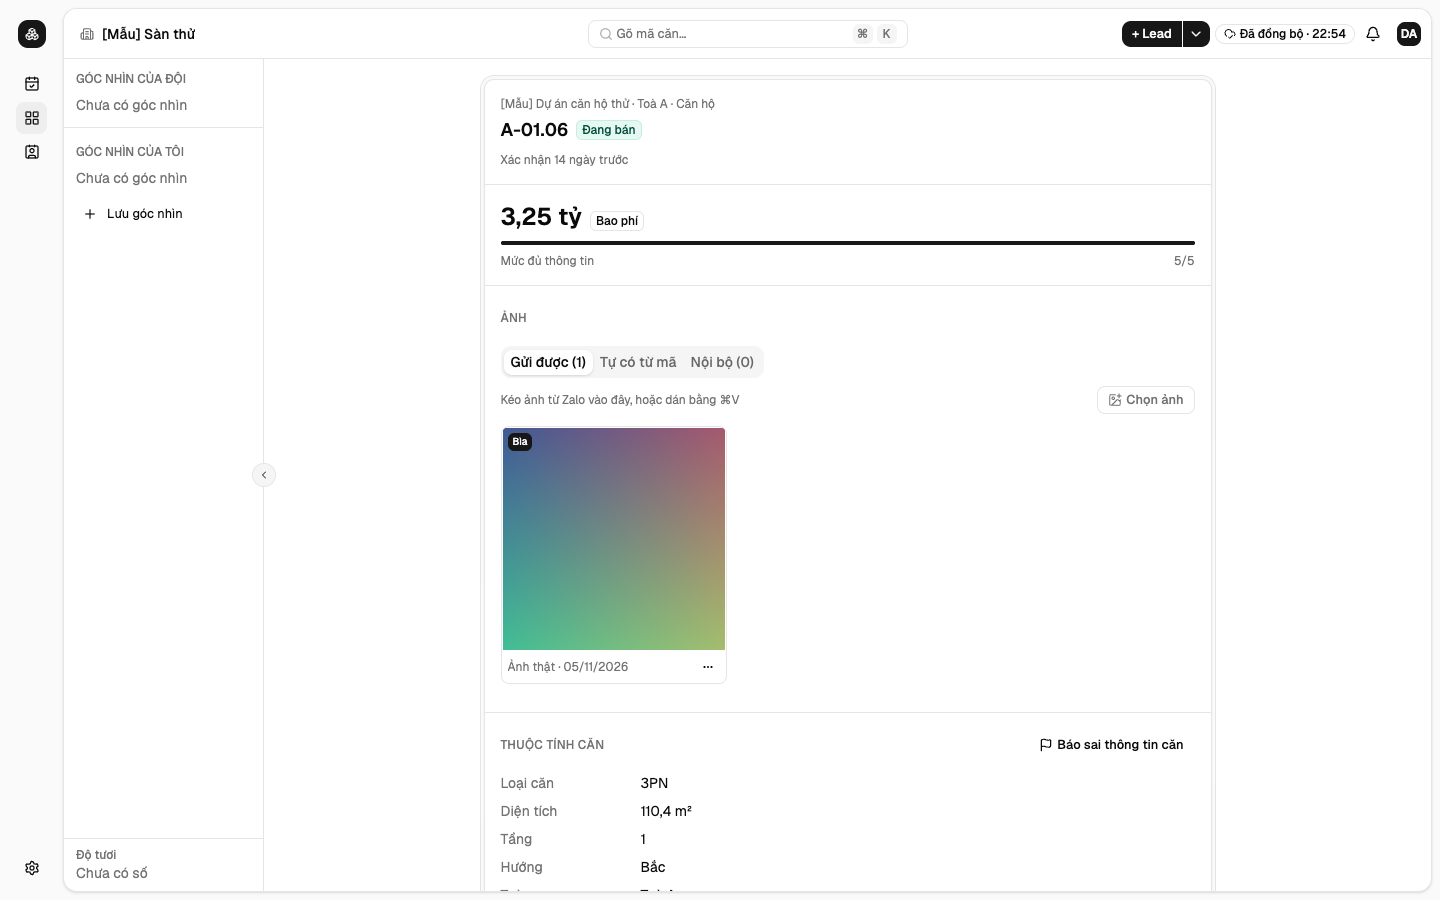 [Mẫu] Sàn thử
Gõ mã căn...
⌘ K
+ Lead
Đã đồng bộ · 22:54
DA
GÓC NHÌN CỦA ĐỘI
Chưa có góc nhìn
GÓC NHÌN CỦA TÔI
Chưa có góc nhìn
Lưu góc nhìn
Độ tươi
Chưa có số
[Mẫu] Dự án căn hộ thử · Toà A · Căn hộ
A-01.06 Đang bán
Xác nhận 14 ngày trước
3,25 tỷ Bao phí
Mức đủ thông tin 5/5
ẢNH
Gửi được (1) Tự có từ mã Nội bộ (0)
Kéo ảnh từ Zalo vào đây, hoặc dán bằng ⌘V
Chọn ảnh
Bìa
Ảnh thật · 05/11/2026
THUỘC TÍNH CĂN
Báo sai thông tin căn
Loại căn 3PN
Diện tích 110,4 m²
Tầng 1
Hướng Bắc